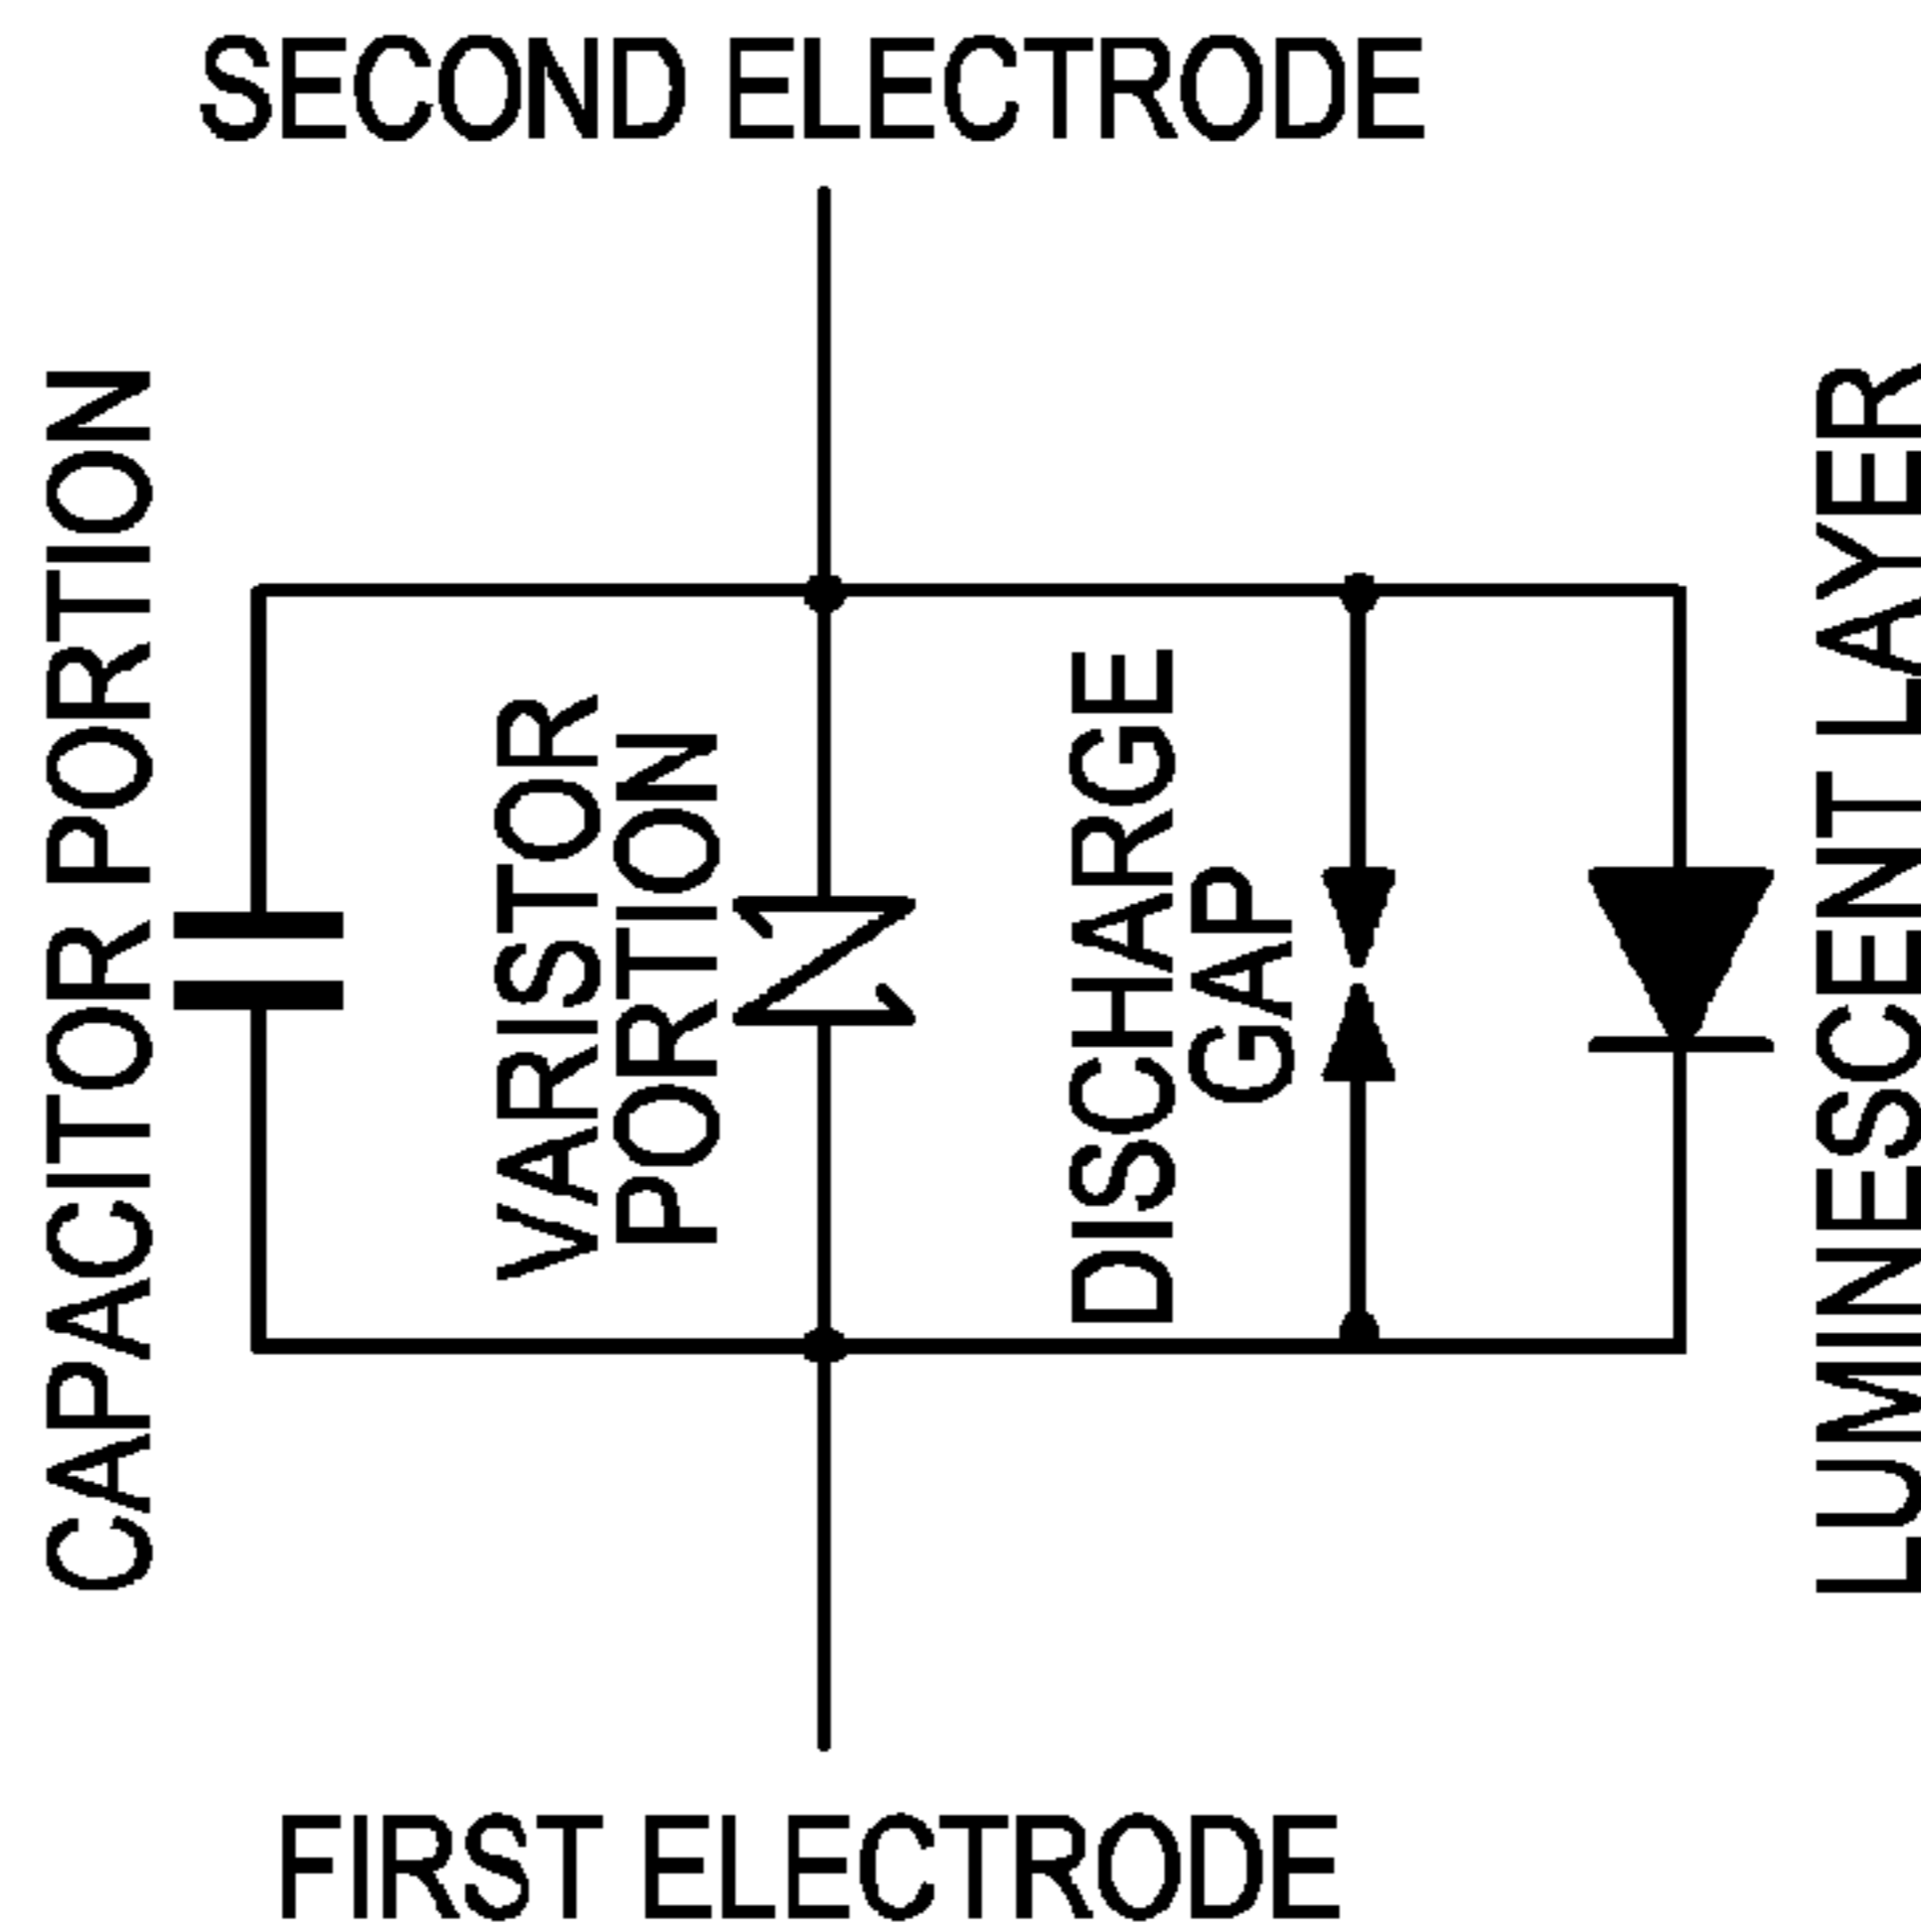 SECOND ELECTRODE
CAPACITOR PORTION
VARISTOR
PORTION
DISCHARGE
GAP
LUMINESCENT LAYER
FIRST ELECTRODE